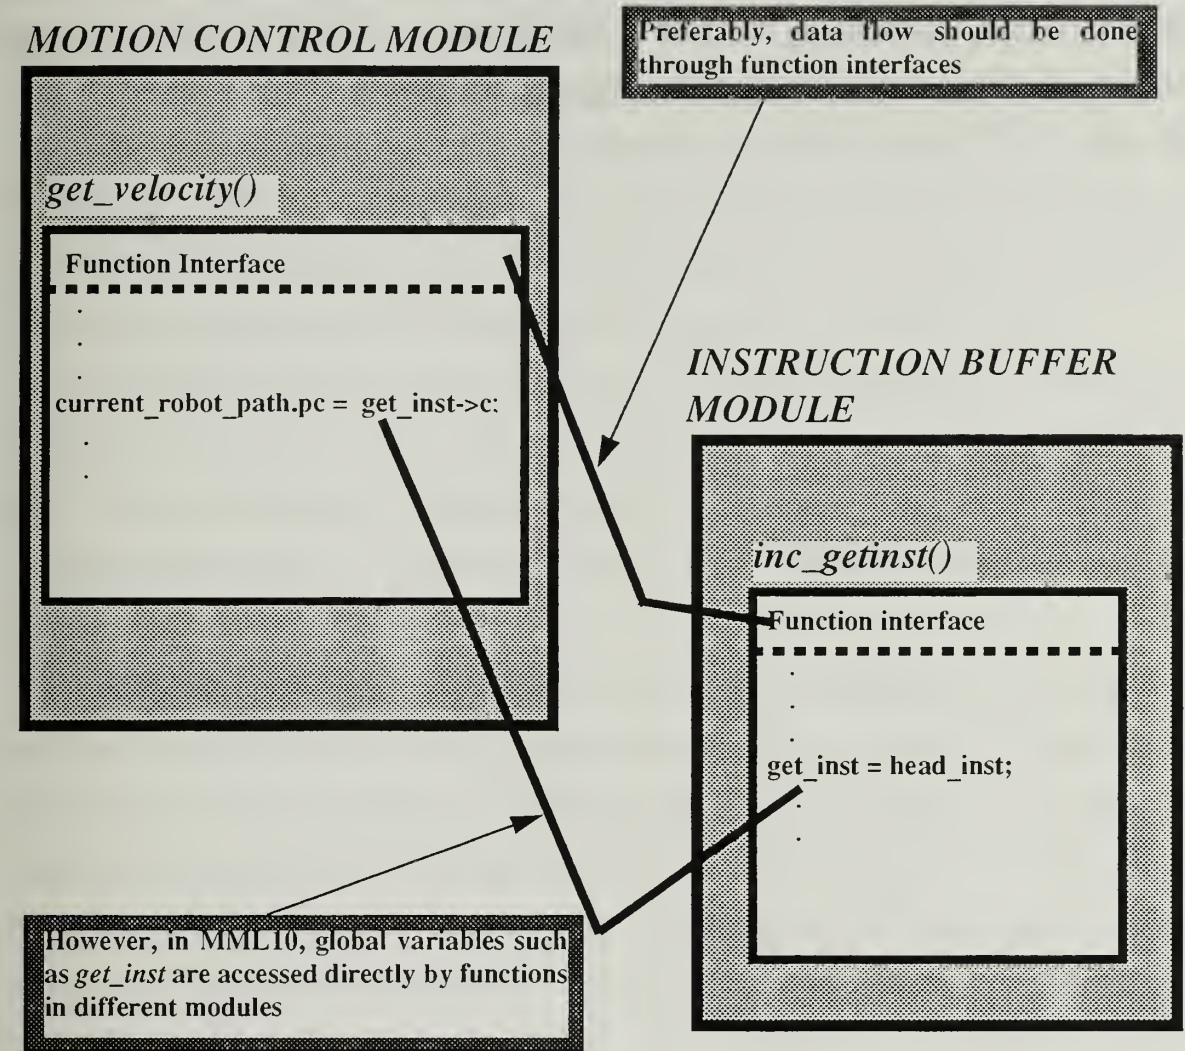 MOTION CONTROL MODULE
Preferably, data flow should be done
through function interfaces
get_velocity()
Function Interface
.
.
.
current_robot_path.pc = get_inst->c:
.
.
INSTRUCTION BUFFER
MODULE
inc_getinst()
Function interface
.
.
.
get_inst = head_inst;
.
.
However, in MML10, global variables such
as get_inst are accessed directly by functions
in different modules